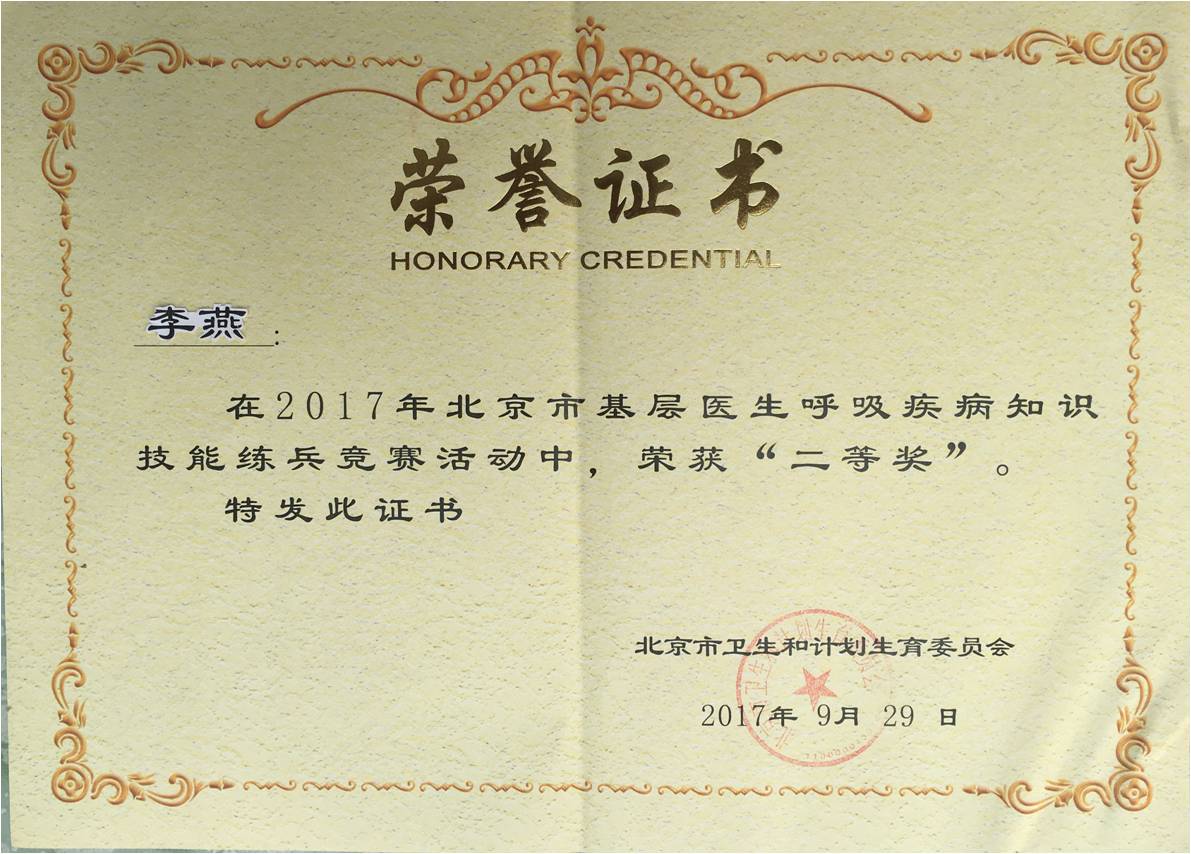 荣誉证书
HONORARY CREDENTIAL
李燕：
在2017年北京市基层医生呼吸疾病知识
技能练兵竞赛活动中，荣获“二等奖”。
特发此证书
北京市卫生和计划生育委员会
2017年 9月 29 日